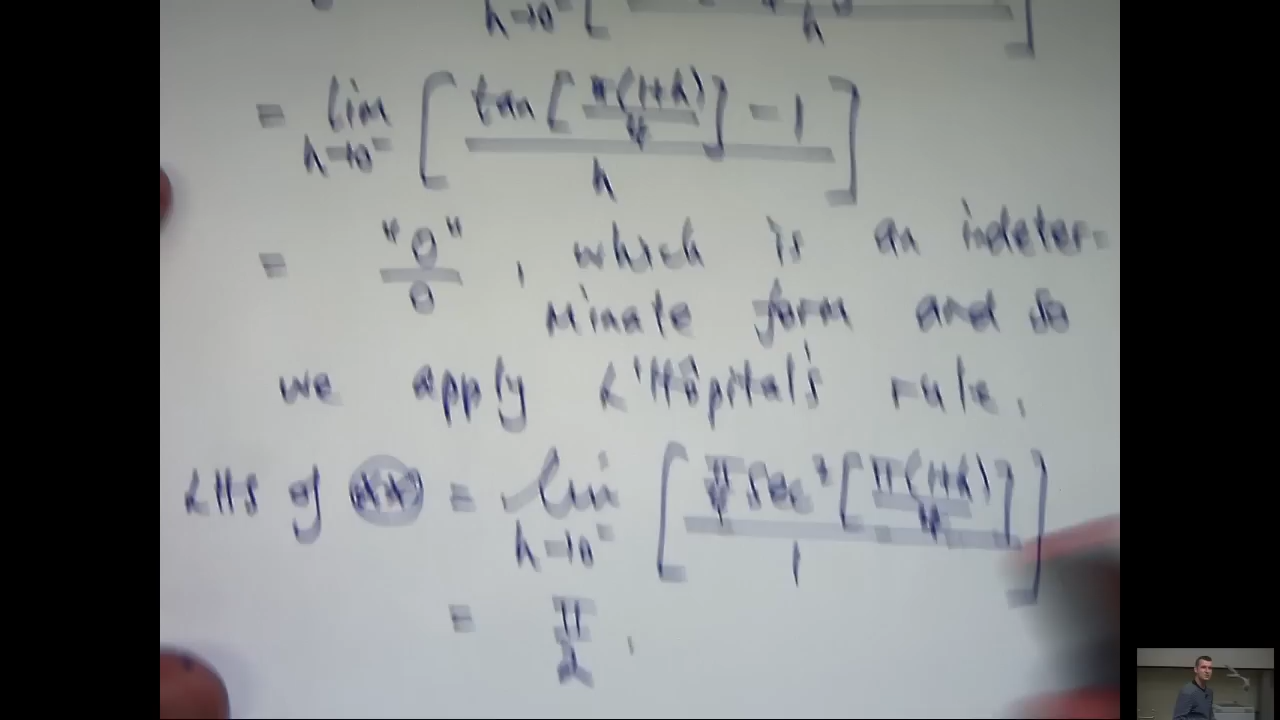 h→0⁻ [ h ]
= lim h→0⁻ [ (tan[π(1+h)/4] - 1) / h ]
= "0"/0 , which is an indeter-
minate form and so
we apply L'Hôpital's rule.
LHS of (**) = lim h→0⁻ [ (π/4 sec²[π(1+h)/4]) / 1 ]
= π/2 .